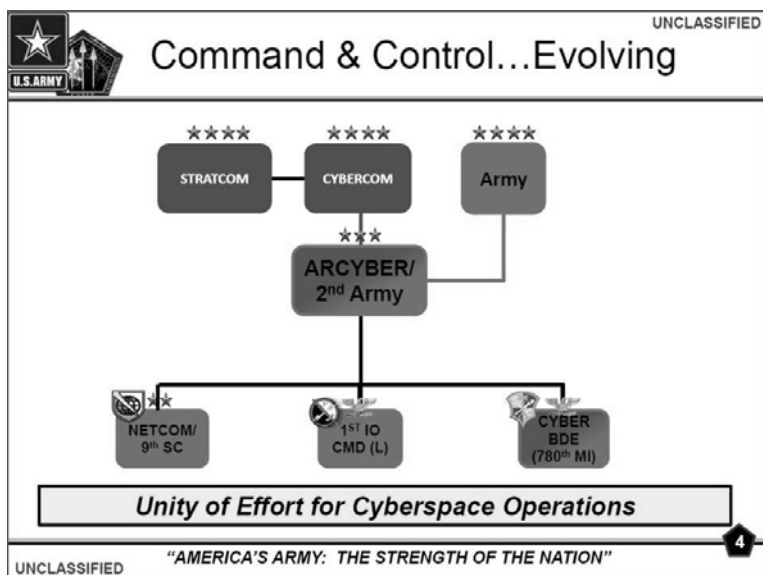 UNCLASSIFIED
Command & Control…Evolving
U.S.ARMY
STRATCOM
CYBERCOM
Army
ARCYBER/
2nd Army
NETCOM/
9th SC
1ST IO
CMD (L)
CYBER
BDE
(780th MI)
Unity of Effort for Cyberspace Operations
4
"AMERICA'S ARMY: THE STRENGTH OF THE NATION"
UNCLASSIFIED